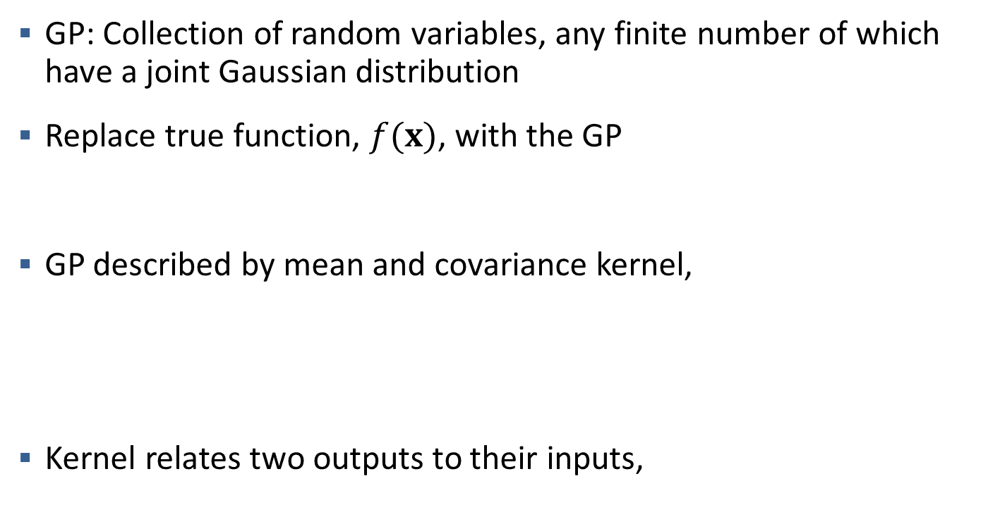 ▪ GP: Collection of random variables, any finite number of which
have a joint Gaussian distribution
▪ Replace true function, 𝑓(𝐱), with the GP
▪ GP described by mean and covariance kernel,
▪ Kernel relates two outputs to their inputs,